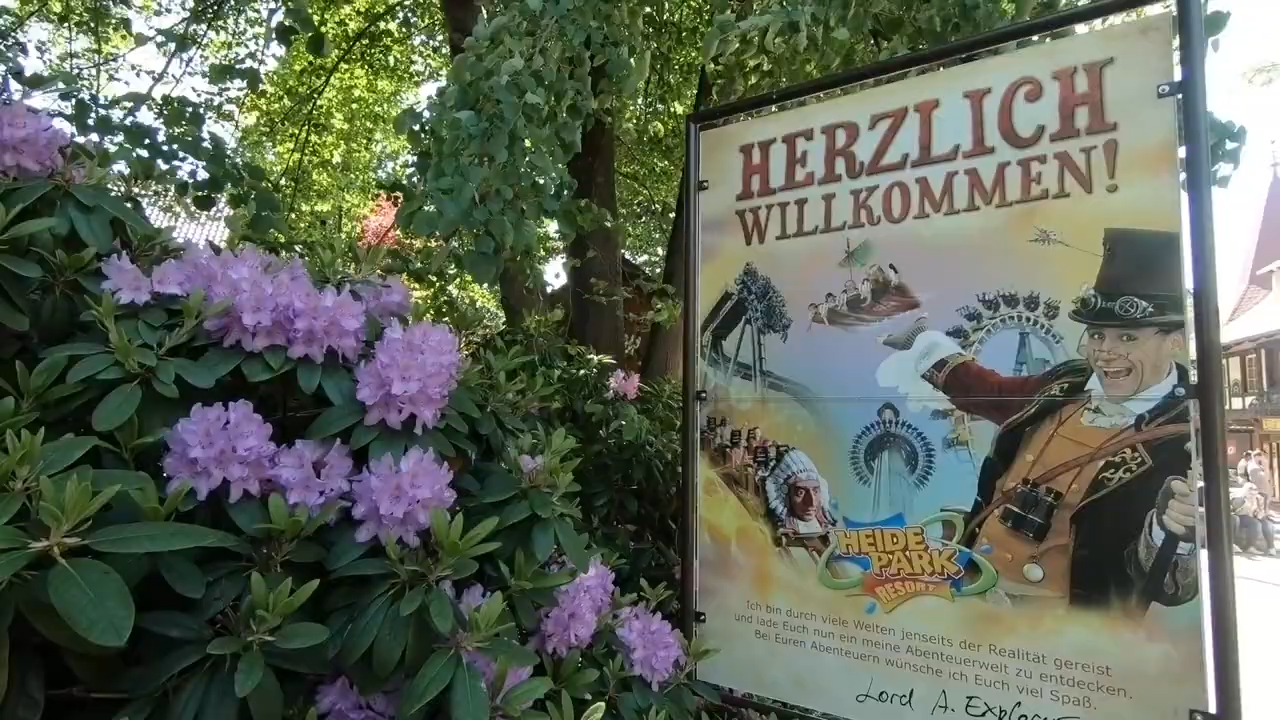 HERZLICH
WILLKOMMEN!
HEIDE
PARK
RESORT
Ich bin durch viele Welten jenseits der Realität gereist
und lade Euch nun ein meine Abenteuerwelt zu entdecken.
Bei Euren Abenteuern wünsche ich Euch viel Spaß.
Lord A.